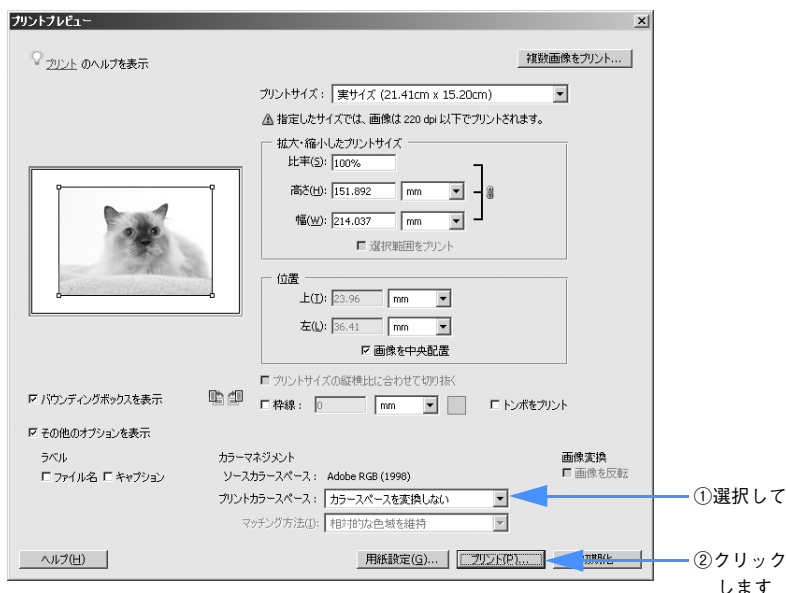 プリントプレビュー
プリント のヘルプを表示
複数画像をプリント...
プリントサイズ： 実サイズ (21.41cm x 15.20cm)
指定したサイズでは、画像は 220 dpi 以下でプリントされます。
拡大・縮小したプリントサイズ
比率(S): 100%
高さ(H): 151.892 mm
幅(W): 214.037 mm
選択範囲をプリント
位置
上(T): 23.96 mm
左(L): 36.41 mm
画像を中央配置
プリントサイズの縦横比に合わせて切り抜く
バウンディングボックスを表示
枠線： 0 mm
トンボをプリント
その他のオプションを表示
ラベル
ファイル名 キャプション
カラーマネジメント
ソースカラースペース： Adobe RGB (1998)
プリントカラースペース： カラースペースを変換しない
マッチング方法(I): 相対的な色域を維持
画像変換
画像を反転
①選択して
ヘルプ(H)
用紙設定(G)...
プリント(P)...
②クリック
します